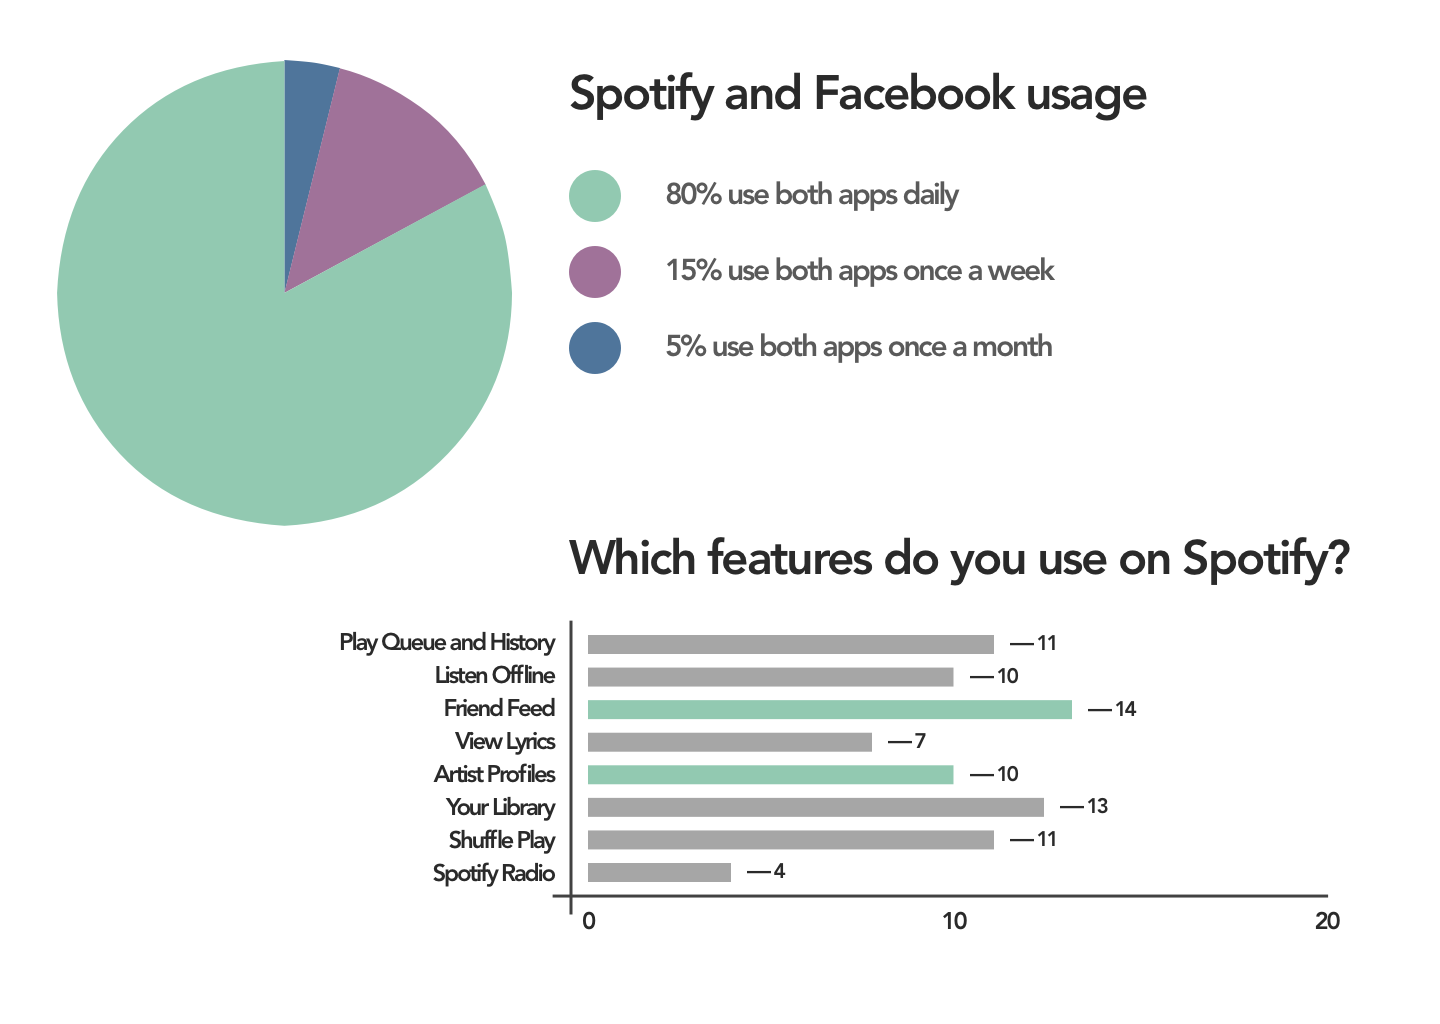 Spotify and Facebook usage
80% use both apps daily
15% use both apps once a week
5% use both apps once a month
Which features do you use on Spotify?
Play Queue and History 11
Listen Offline 10
Friend Feed 14
View Lyrics 7
Artist Profiles 10
Your Library 13
Shuffle Play 11
Spotify Radio 4
0 10 20